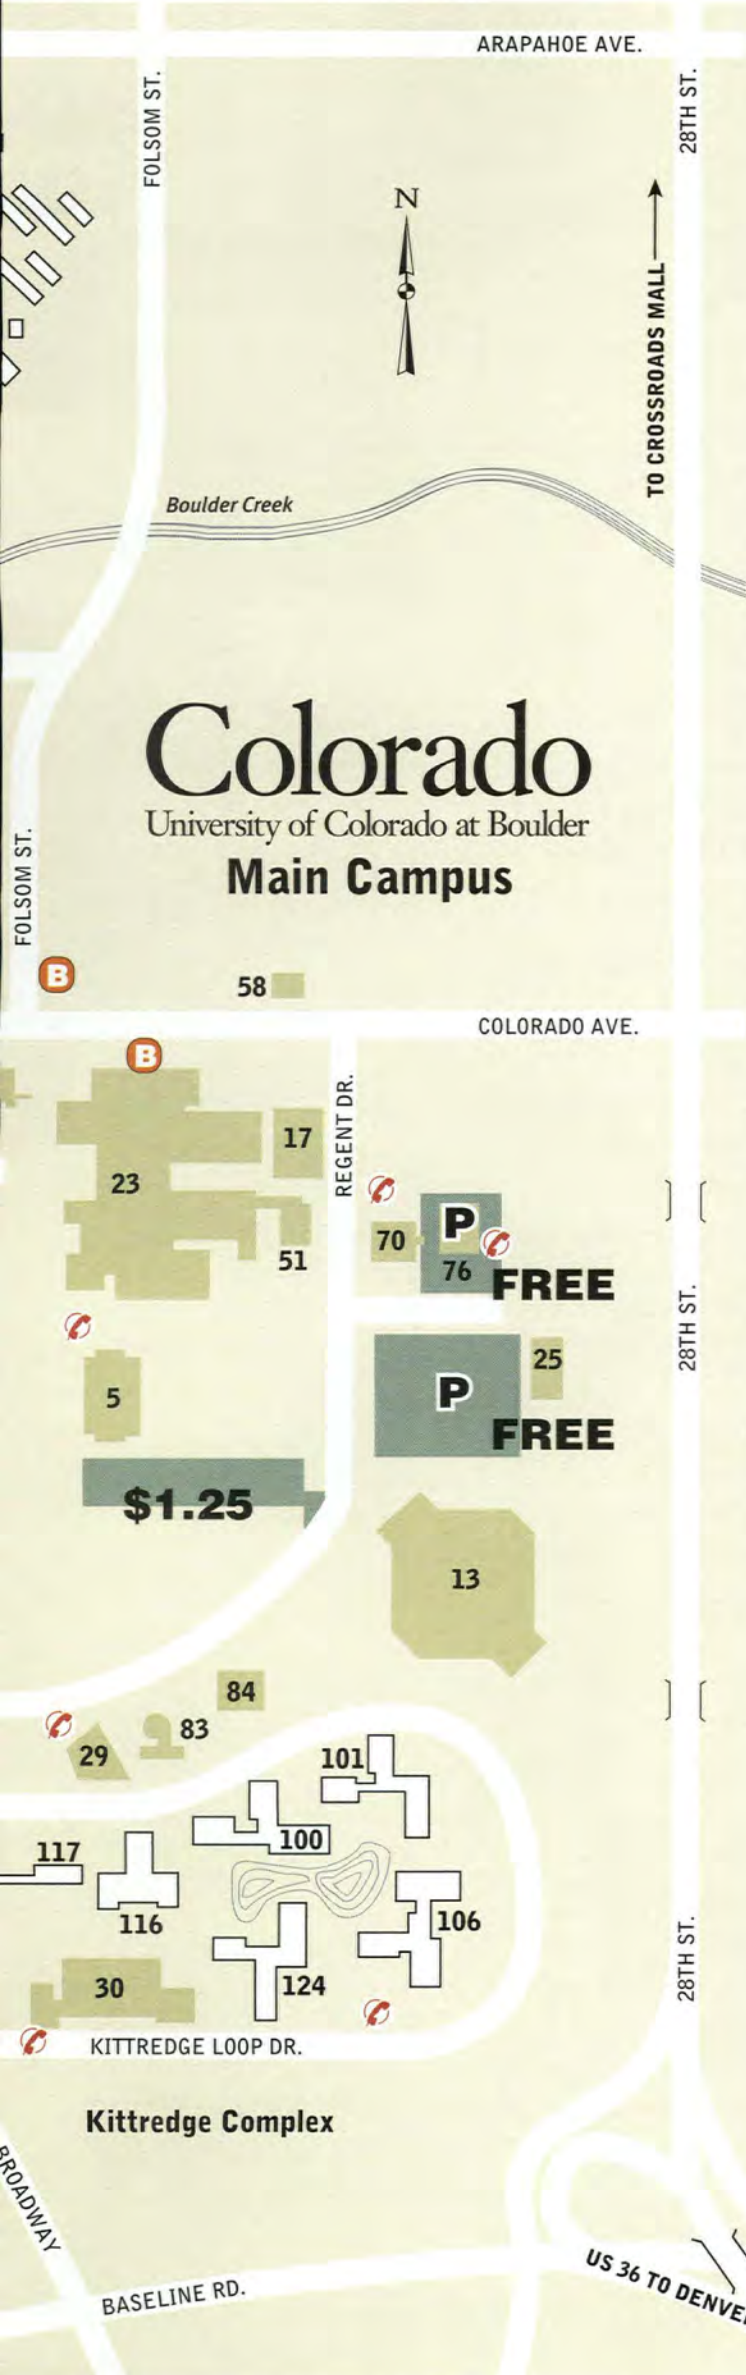 ARAPAHOE AVE.
FOLSOM ST.
28TH ST.
N
TO CROSSROADS MALL
Boulder Creek
Colorado
University of Colorado at Boulder
Main Campus
FOLSOM ST.
B
58
COLORADO AVE.
B
REGENT DR.
17
23
P
70
51
76
FREE
28TH ST.
25
5
P
FREE
$1.25
13
84
83
29
101
100
117
116
106
28TH ST.
30
124
KITTREDGE LOOP DR.
Kittredge Complex
BROADWAY
BASELINE RD.
US 36 TO DENVE